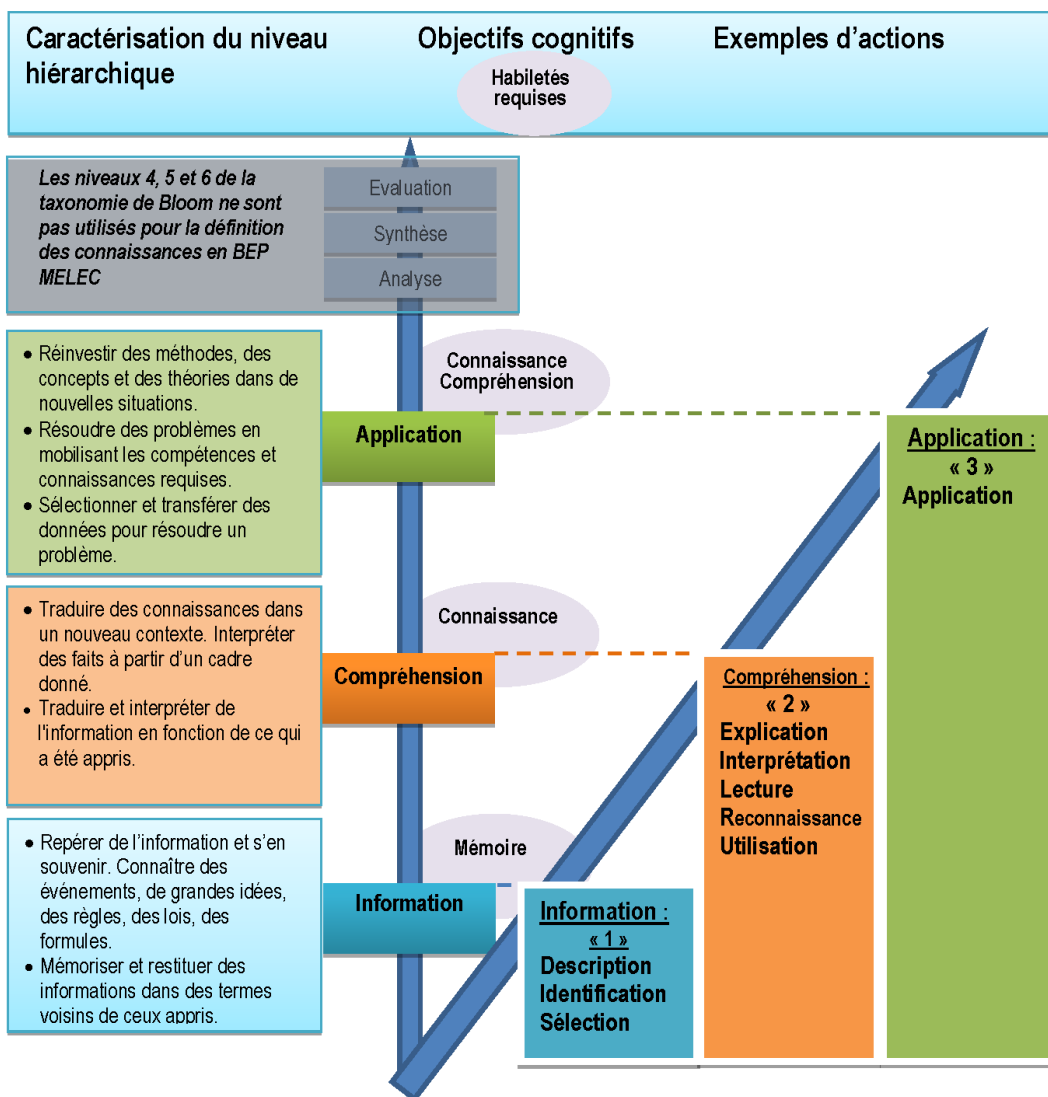 Caractérisation du niveau
hiérarchique
Objectifs cognitifs
Exemples d’actions
Habiletés
requises
Les niveaux 4, 5 et 6 de la
taxonomie de Bloom ne sont
pas utilisés pour la définition
des connaissances en BEP
MELEC
Evaluation
Synthèse
Analyse
• Réinvestir des méthodes, des
concepts et des théories dans de
nouvelles situations.
• Résoudre des problèmes en
mobilisant les compétences et
connaissances requises.
• Sélectionner et transférer des
données pour résoudre un
problème.
Connaissance
Compréhension
Application
Application :
« 3 »
Application
• Traduire des connaissances dans
un nouveau contexte. Interpréter
des faits à partir d’un cadre
donné.
• Traduire et interpréter de
l'information en fonction de ce qui
a été appris.
Connaissance
Compréhension
Compréhension :
« 2 »
Explication
Interprétation
Lecture
Reconnaissance
Utilisation
• Repérer de l’information et s’en
souvenir. Connaître des
événements, de grandes idées,
des règles, des lois, des
formules.
• Mémoriser et restituer des
informations dans des termes
voisins de ceux appris.
Mémoire
Information
Information :
« 1 »
Description
Identification
Sélection